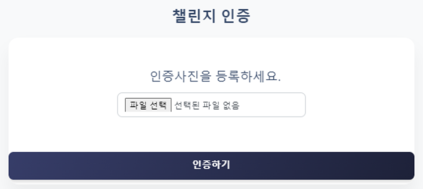 챌린지 인증
인증사진을 등록하세요.
파일 선택 선택된 파일 없음
인증하기